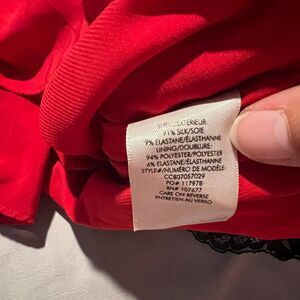 SHELL/EXTERIEUR:
91% SILK/SOIE
9% ELASTANE/ÉLASTHANNE
LINING/DOUBLURE:
94% POLYESTER/POLYESTER
6% ELASTANE/ÉLASTHANNE
STYLE#/NUMÉRO DE MODÈLE:
CC807057029
PO# 117978
RN# 107677
CARE ON REVERSE
ENTRETIEN AU VERSO